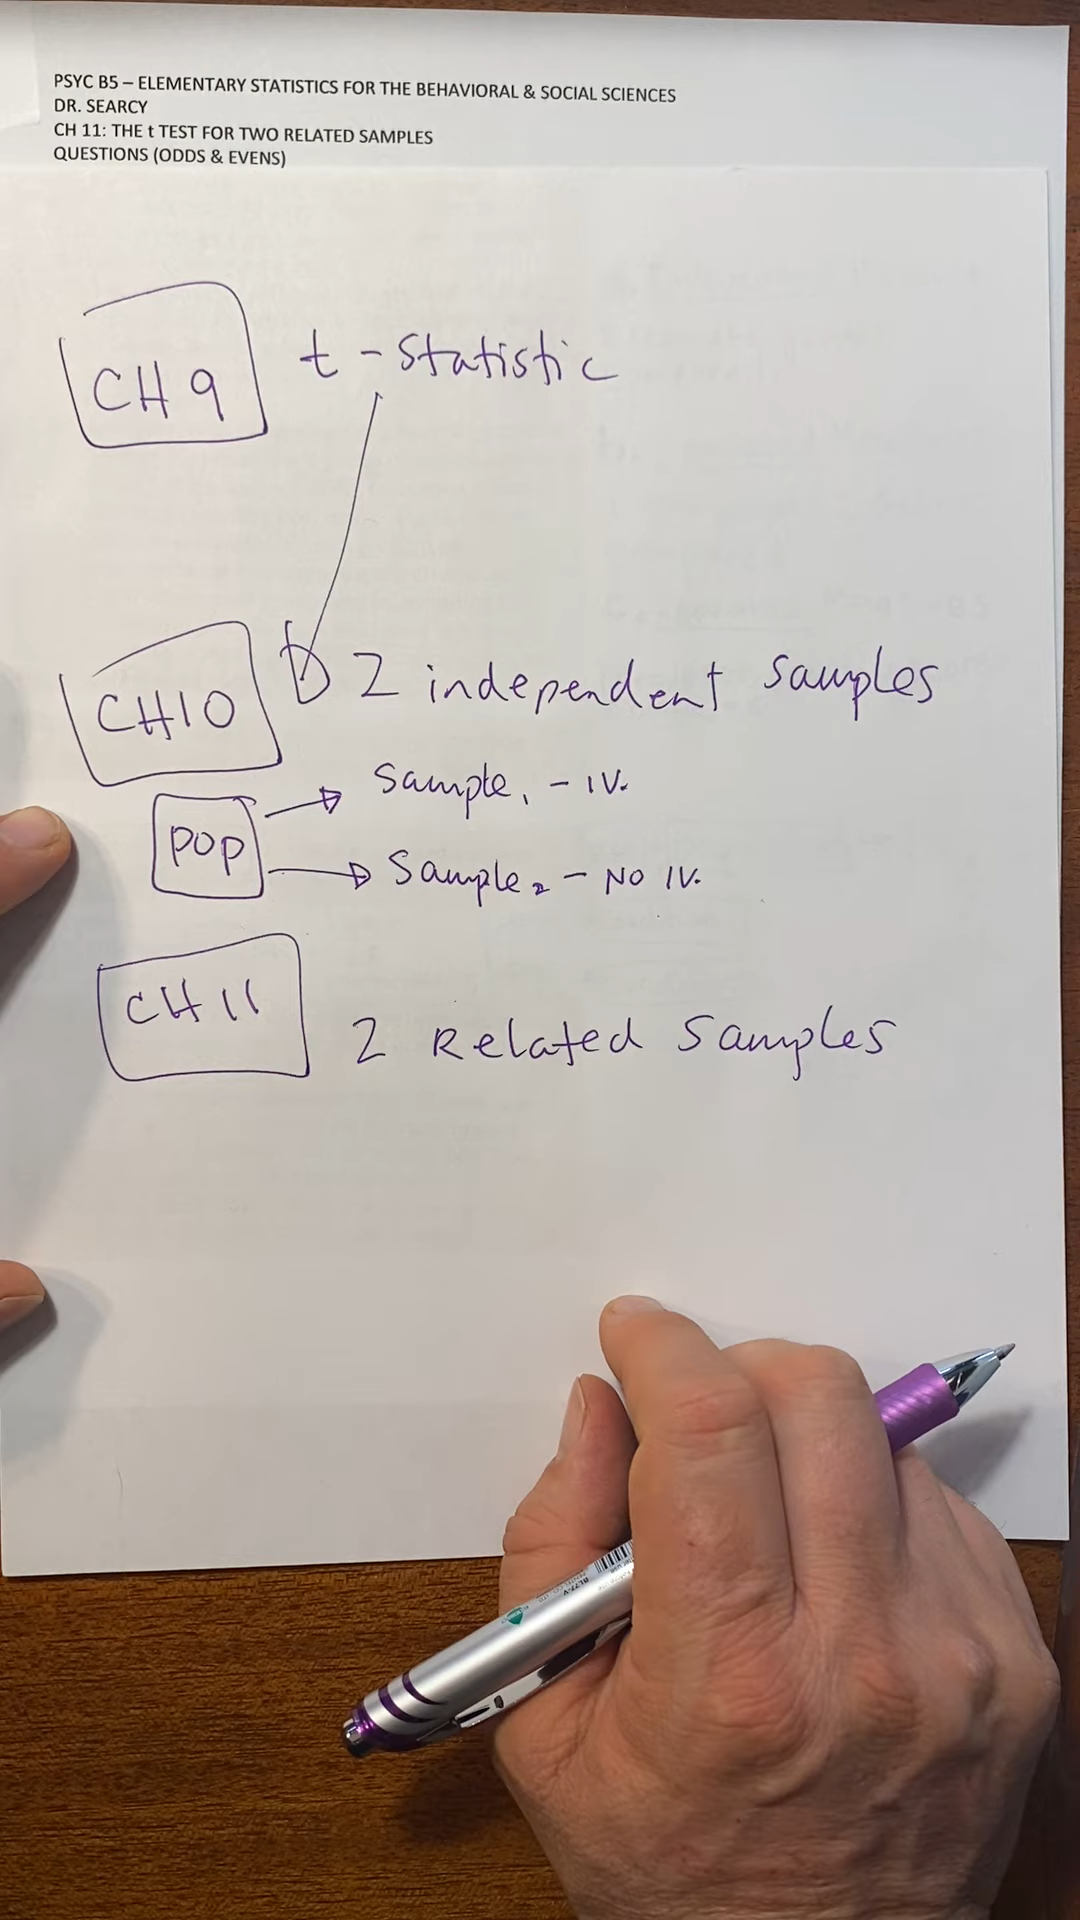 PSYC B5 – ELEMENTARY STATISTICS FOR THE BEHAVIORAL & SOCIAL SCIENCES
DR. SEARCY
CH 11: THE t TEST FOR TWO RELATED SAMPLES
QUESTIONS (ODDS & EVENS)
CH 9 t - Statistic
CH10 2 independent samples
POP
Sample1 - IV.
Sample2 - NO IV.
CH 11
2 Related Samples